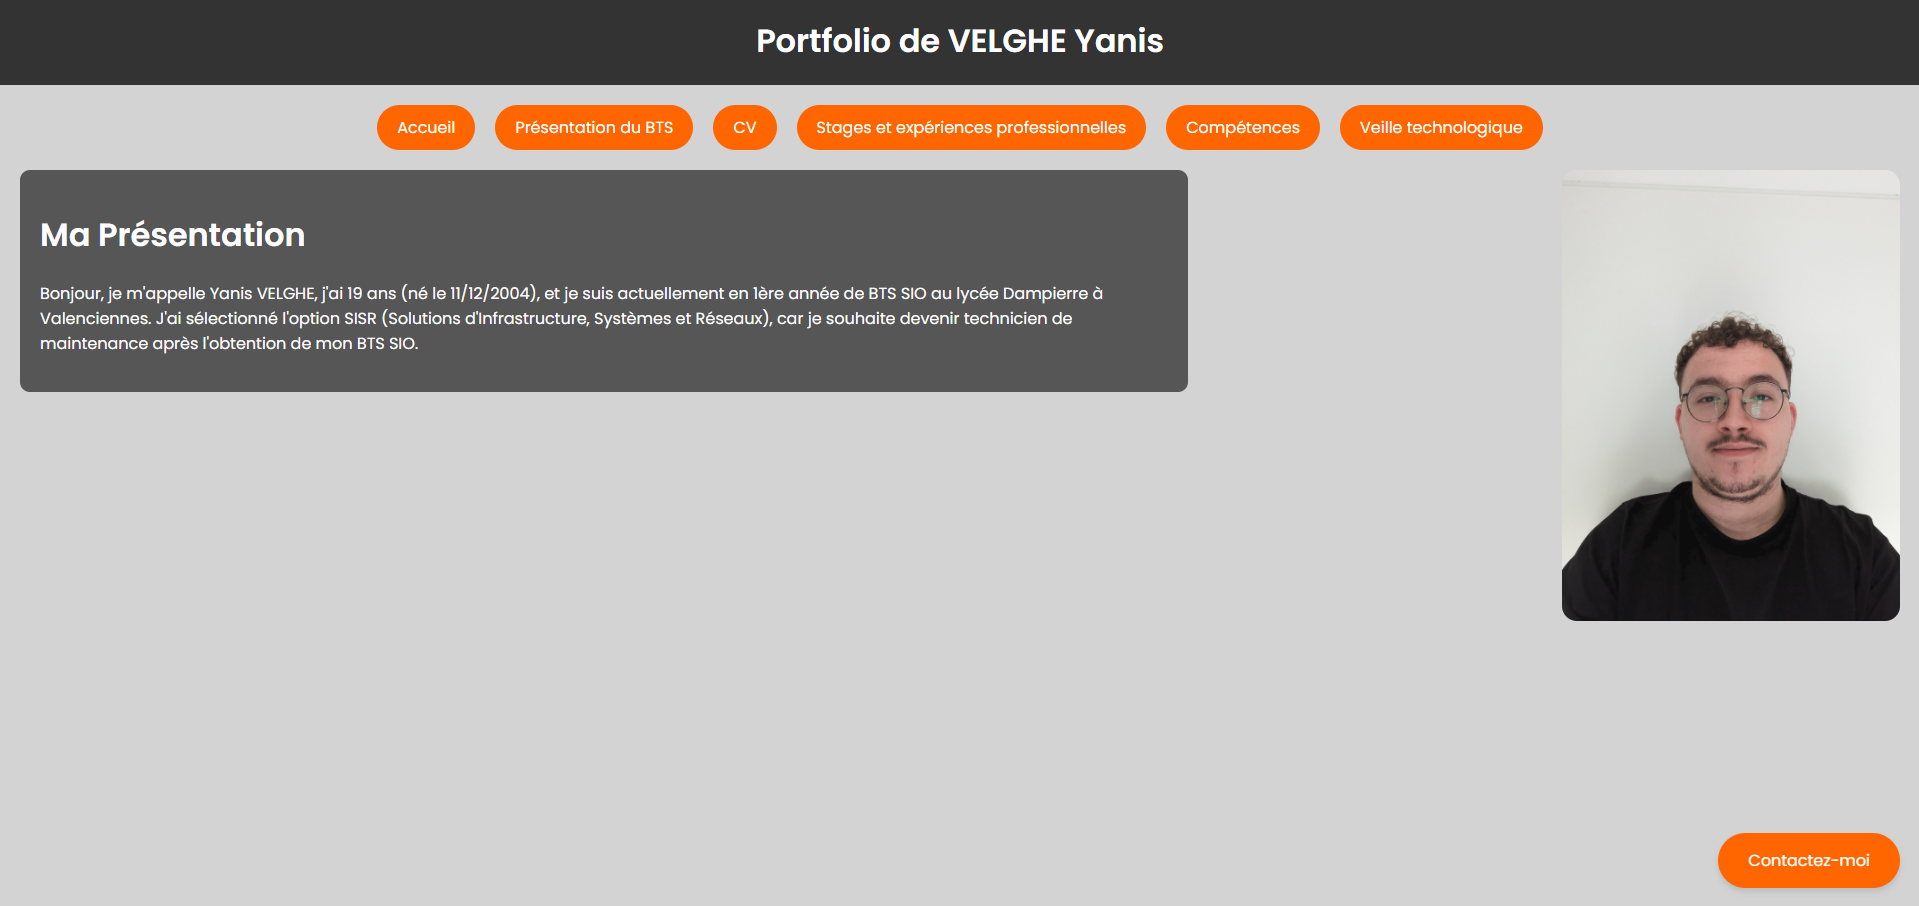 Portfolio de VELGHE Yanis
Accueil
Présentation du BTS
CV
Stages et expériences professionnelles
Compétences
Veille technologique
Ma Présentation
Bonjour, je m'appelle Yanis VELGHE, j'ai 19 ans (né le 11/12/2004), et je suis actuellement en 1ère année de BTS SIO au lycée Dampierre à
Valenciennes. J'ai sélectionné l'option SISR (Solutions d'Infrastructure, Systèmes et Réseaux), car je souhaite devenir technicien de
maintenance après l'obtention de mon BTS SIO.
Contactez-moi